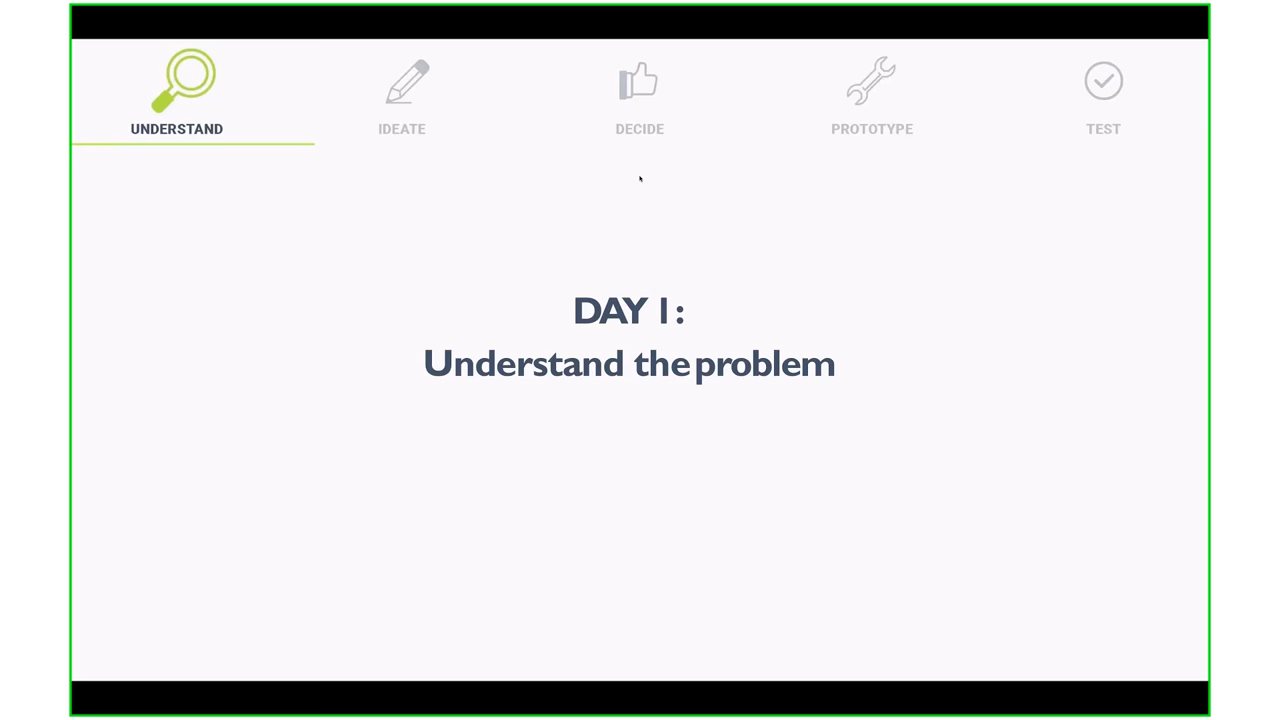 UNDERSTAND
IDEATE
DECIDE
PROTOTYPE
TEST
DAY 1:
Understand the problem